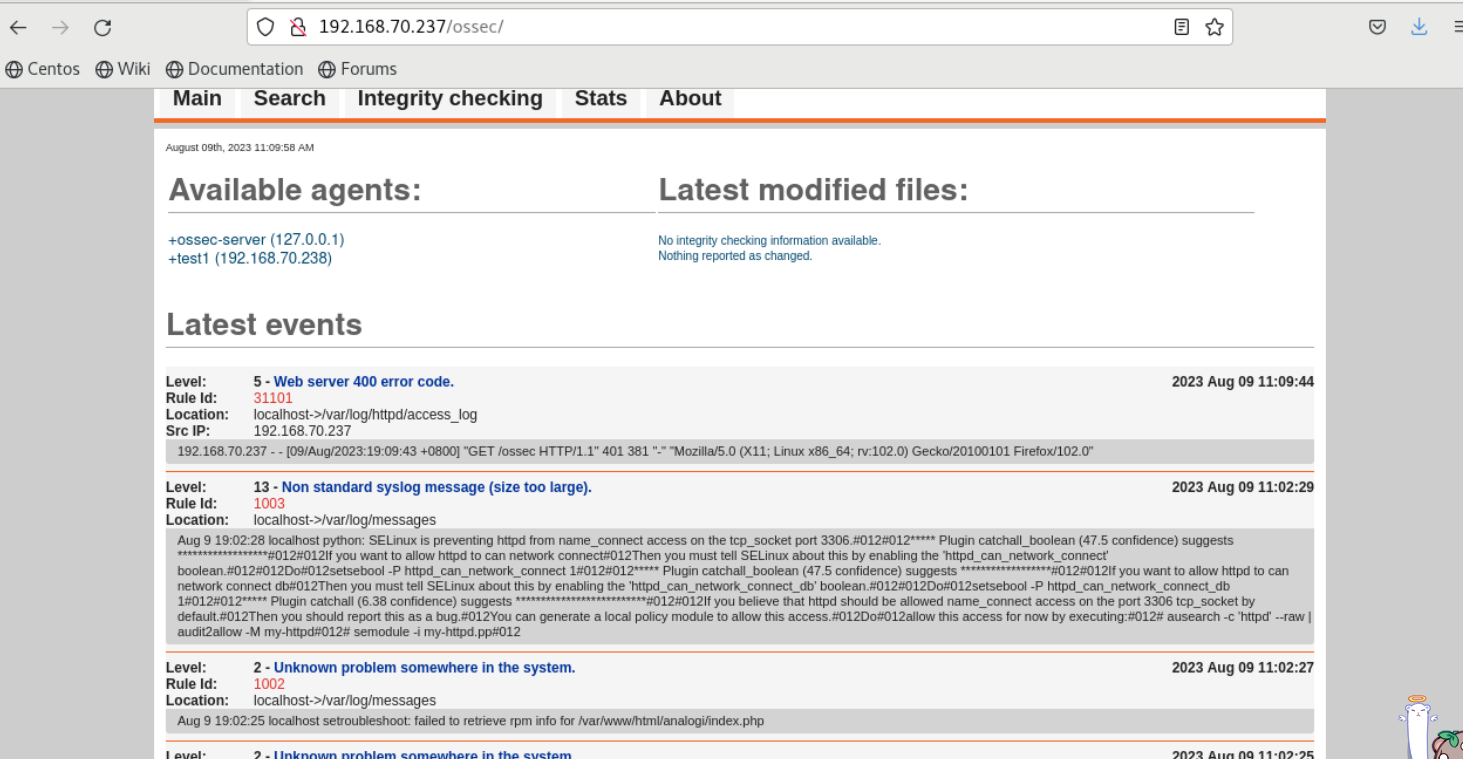 192.168.70.237/ossec/
Centos Wiki Documentation Forums
Main Search Integrity checking Stats About
August 09th, 2023 11:09:58 AM
Available agents:
+ossec-server (127.0.0.1)
+test1 (192.168.70.238)
Latest modified files:
No integrity checking information available.
Nothing reported as changed.
Latest events
Level: 5 - Web server 400 error code. 2023 Aug 09 11:09:44
Rule Id: 31101
Location: localhost->/var/log/httpd/access_log
Src IP: 192.168.70.237
192.168.70.237 - - [09/Aug/2023:19:09:43 +0800] "GET /ossec HTTP/1.1" 401 381 "-" "Mozilla/5.0 (X11; Linux x86_64; rv:102.0) Gecko/20100101 Firefox/102.0"
Level: 13 - Non standard syslog message (size too large). 2023 Aug 09 11:02:29
Rule Id: 1003
Location: localhost->/var/log/messages
Aug 9 19:02:28 localhost python: SELinux is preventing httpd from name_connect access on the tcp_socket port 3306.#012#012***** Plugin catchall_boolean (47.5 confidence) suggests
******************#012#012If you want to allow httpd to can network connect#012Then you must tell SELinux about this by enabling the 'httpd_can_network_connect'
boolean.#012#012Do#012setsebool -P httpd_can_network_connect 1#012#012***** Plugin catchall_boolean (47.5 confidence) suggests ******************#012#012If you want to allow httpd to can
network connect db#012Then you must tell SELinux about this by enabling the 'httpd_can_network_connect_db' boolean.#012#012Do#012setsebool -P httpd_can_network_connect_db
1#012#012***** Plugin catchall (6.38 confidence) suggests **************************#012#012If you believe that httpd should be allowed name_connect access on the port 3306 tcp_socket by
default.#012Then you should report this as a bug.#012You can generate a local policy module to allow this access.#012Do#012allow this access for now by executing:#012# ausearch -c 'httpd' --raw |
audit2allow -M my-httpd#012# semodule -i my-httpd.pp#012
Level: 2 - Unknown problem somewhere in the system. 2023 Aug 09 11:02:27
Rule Id: 1002
Location: localhost->/var/log/messages
Aug 9 19:02:25 localhost setroubleshoot: failed to retrieve rpm info for /var/www/html/analogi/index.php
Level: 2 - Unknown problem somewhere in the system. 2023 Aug 09 11:02:25